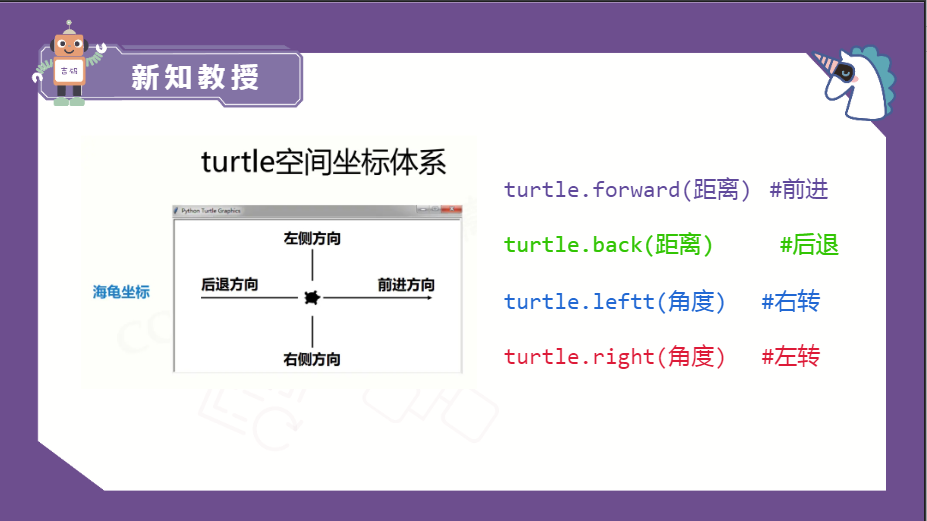 新知教授
turtle空间坐标体系
Python Turtle Graphics
左侧方向
后退方向
前进方向
海龟坐标
右侧方向
turtle.forward(距离) #前进
turtle.back(距离) #后退
turtle.leftt(角度) #右转
turtle.right(角度) #左转